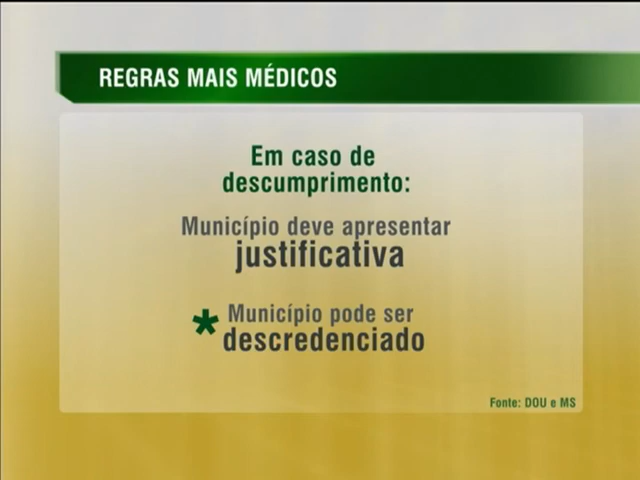 REGRAS MAIS MÉDICOS
Em caso de
descumprimento:
Município deve apresentar
justificativa
* Município pode ser
descredenciado
Fonte: DOU e MS